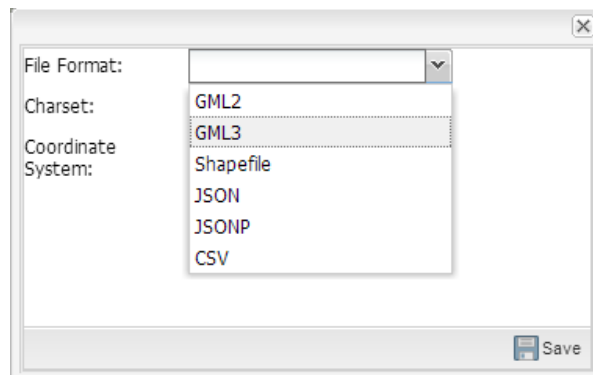 File Format:
Charset:
Coordinate
System:
GML2
GML3
Shapefile
JSON
JSONP
CSV
Save